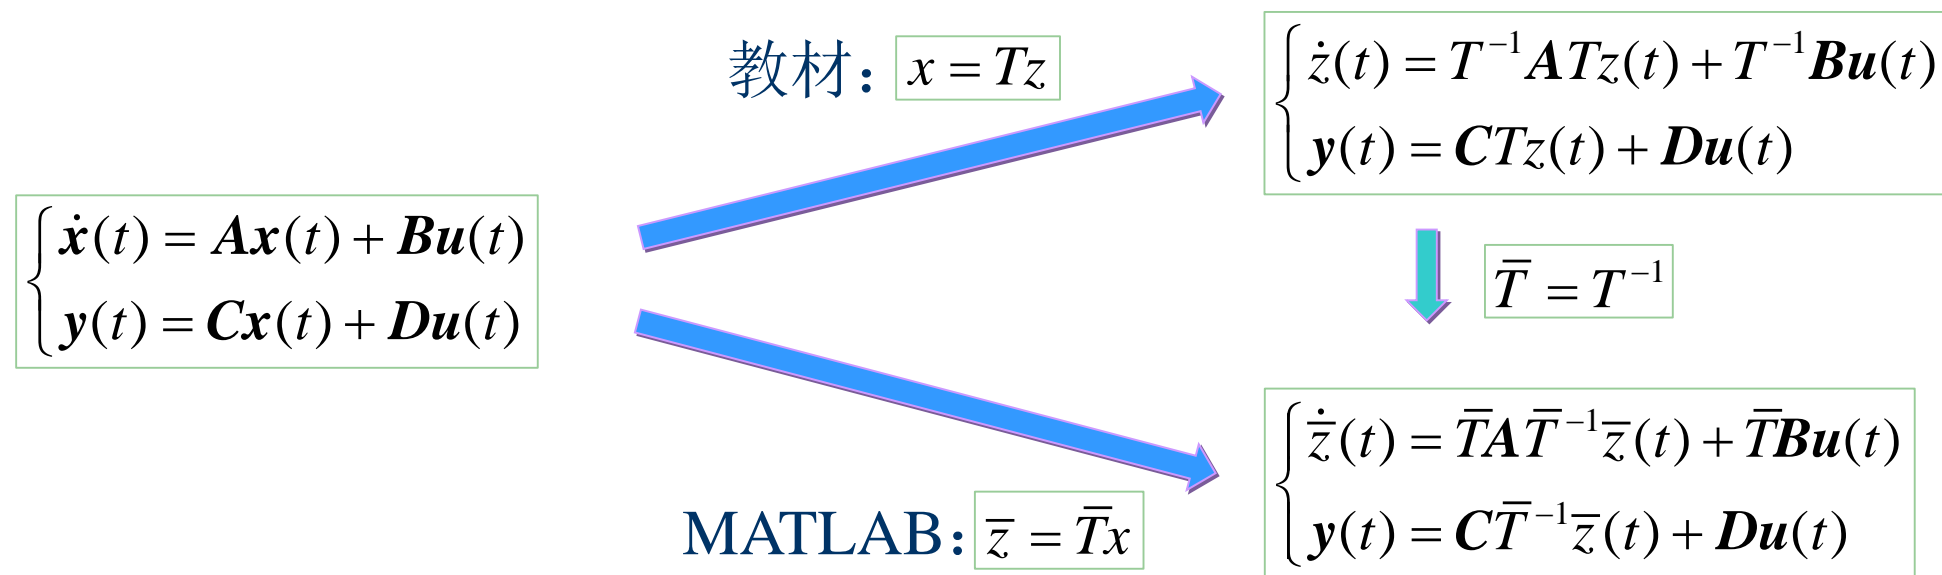 教材：x = Tz
ż(t) = T⁻¹ATz(t) + T⁻¹Bu(t)
y(t) = CTz(t) + Du(t)
ẋ(t) = Ax(t) + Bu(t)
y(t) = Cx(t) + Du(t)
T̅ = T⁻¹
MATLAB：z̅ = T̅x
z̅̇(t) = T̅AT̅⁻¹z̅(t) + T̅Bu(t)
y(t) = CT̅⁻¹z̅(t) + Du(t)